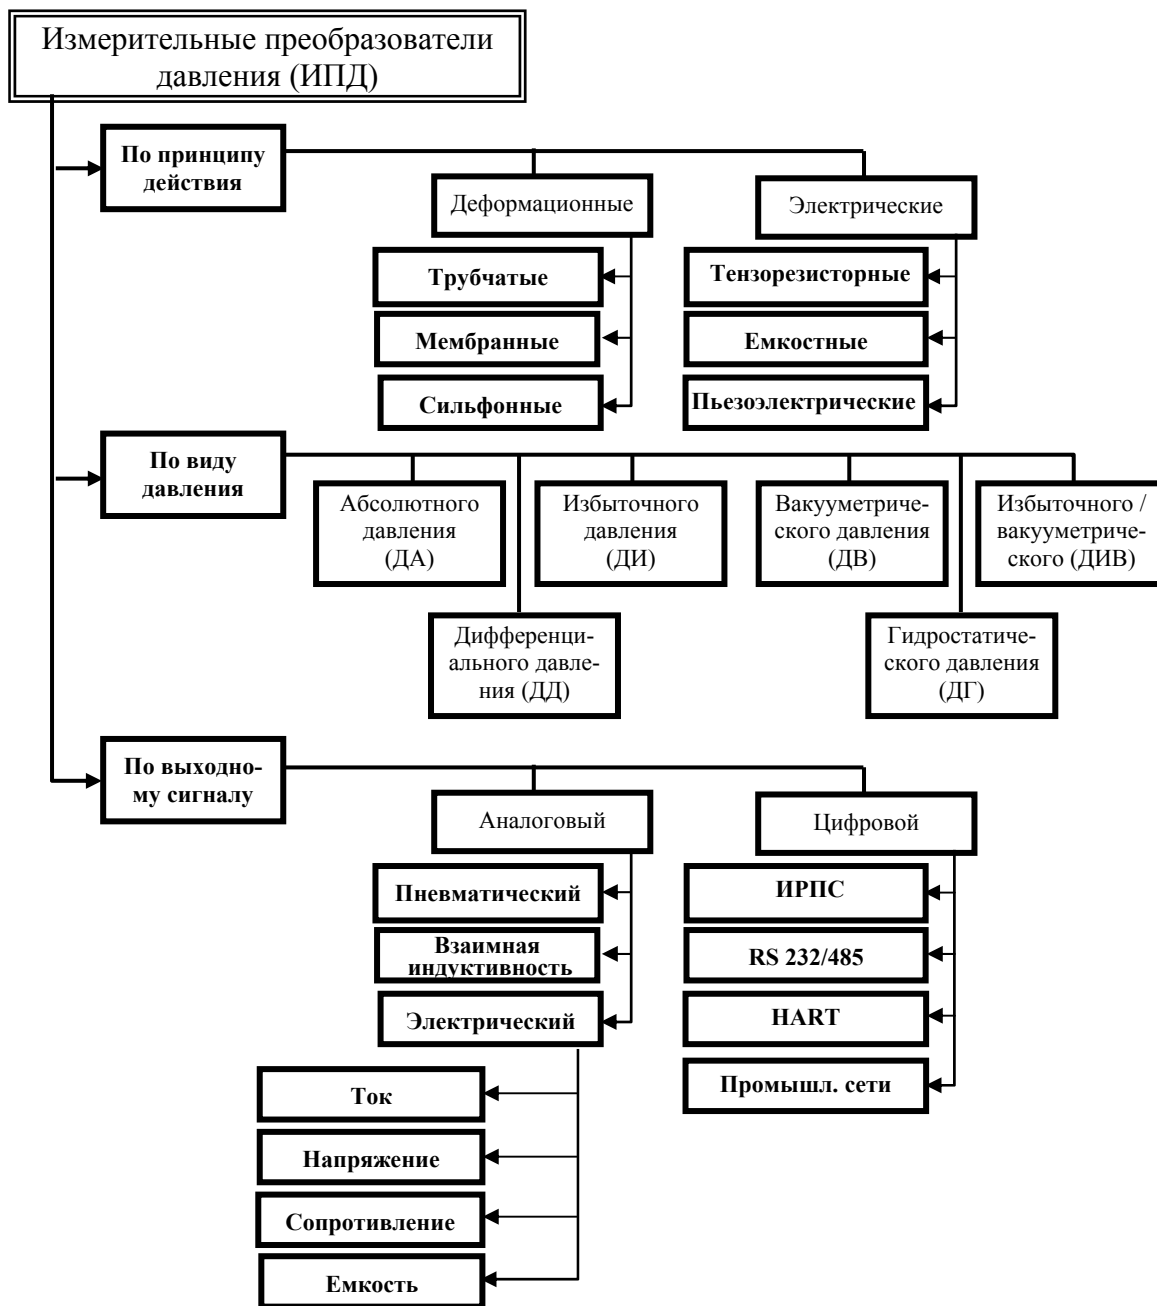 Измерительные преобразователи
давления (ИПД)
По принципу
действия
Деформационные
Электрические
Трубчатые
Тензорезисторные
Мембранные
Емкостные
Сильфонные
Пьезоэлектрические
По виду
давления
Абсолютного
давления
(ДА)
Избыточного
давления
(ДИ)
Вакууметриче-
ского давления
(ДВ)
Избыточного /
вакууметриче-
ского (ДИВ)
Дифференци-
ального давле-
ния (ДД)
Гидростатиче-
ского давления
(ДГ)
По выходно-
му сигналу
Аналоговый
Цифровой
Пневматический
ИРПС
Взаимная
индуктивность
RS 232/485
Электрический
HART
Промышл. сети
Ток
Напряжение
Сопротивление
Емкость